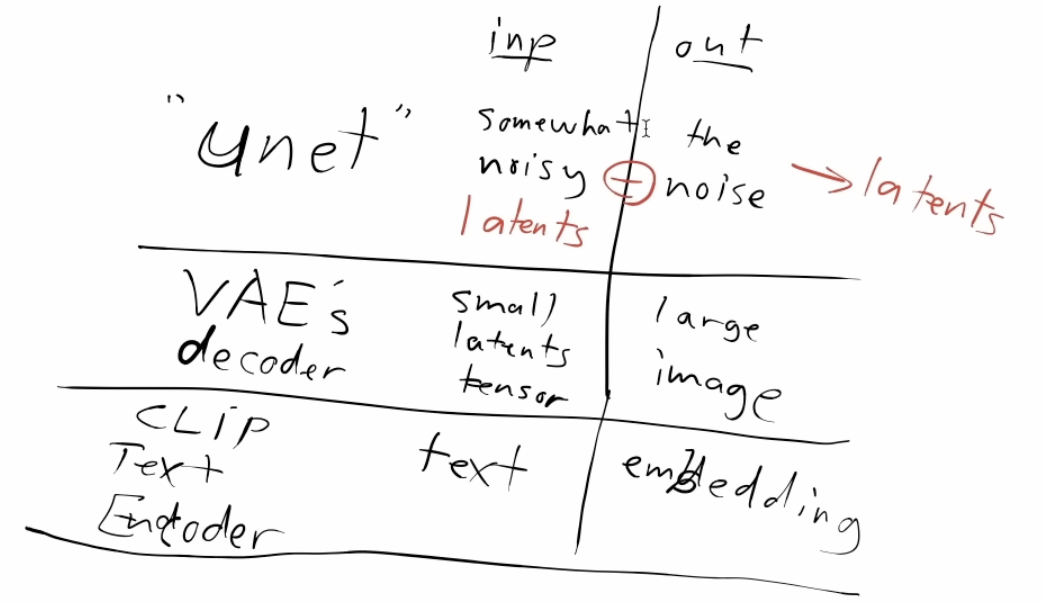 inp out
"unet" somewhat the
noisy − noise → latents
latents
VAE's small large
decoder latents image
tensor
CLIP text embedding
Text
Encoder